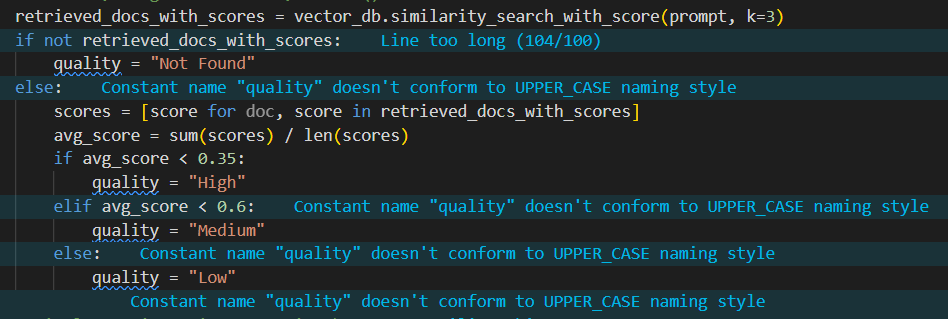 retrieved_docs_with_scores = vector_db.similarity_search_with_score(prompt, k=3)
if not retrieved_docs_with_scores:    Line too long (104/100)
    quality = "Not Found"
else:    Constant name "quality" doesn't conform to UPPER_CASE naming style
    scores = [score for doc, score in retrieved_docs_with_scores]
    avg_score = sum(scores) / len(scores)
    if avg_score < 0.35:
        quality = "High"
    elif avg_score < 0.6:    Constant name "quality" doesn't conform to UPPER_CASE naming style
        quality = "Medium"
    else:    Constant name "quality" doesn't conform to UPPER_CASE naming style
        quality = "Low"
            Constant name "quality" doesn't conform to UPPER_CASE naming style